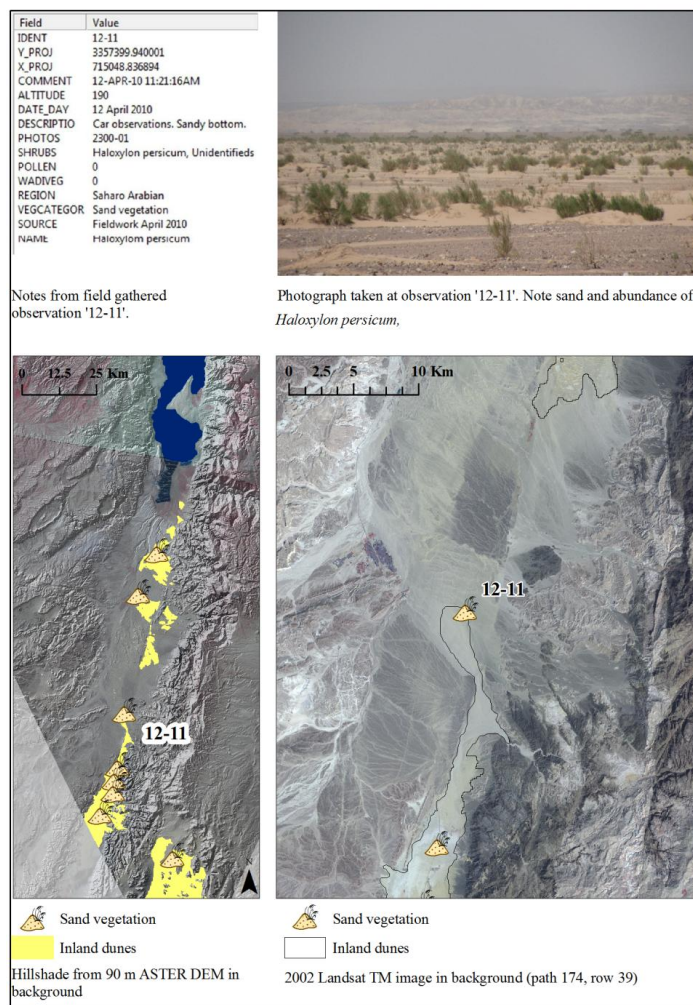 Field Value
IDENT 12-11
Y_PROJ 3357399.940001
X_PROJ 715048.836894
COMMENT 12-APR-10 11:21:16AM
ALTITUDE 190
DATE_DAY 12 April 2010
DESCRIPTIO Car observations. Sandy bottom.
PHOTOS 2300-01
SHRUBS Haloxylon persicum, Unidentifieds
POLLEN 0
WADIVEG 0
REGION Saharo Arabian
VEGCATEGOR Sand vegetation
SOURCE Fieldwork April 2010
NAME Haloxylom persicum
Notes from field gathered
observation '12-11'.
Photograph taken at observation '12-11'. Note sand and abundance of
Haloxylon persicum,
0 12.5 25 Km
12-11
N
0 2.5 5 10 Km
12-11
Sand vegetation
Inland dunes
Hillshade from 90 m ASTER DEM in
background
Sand vegetation
Inland dunes
2002 Landsat TM image in background (path 174, row 39)